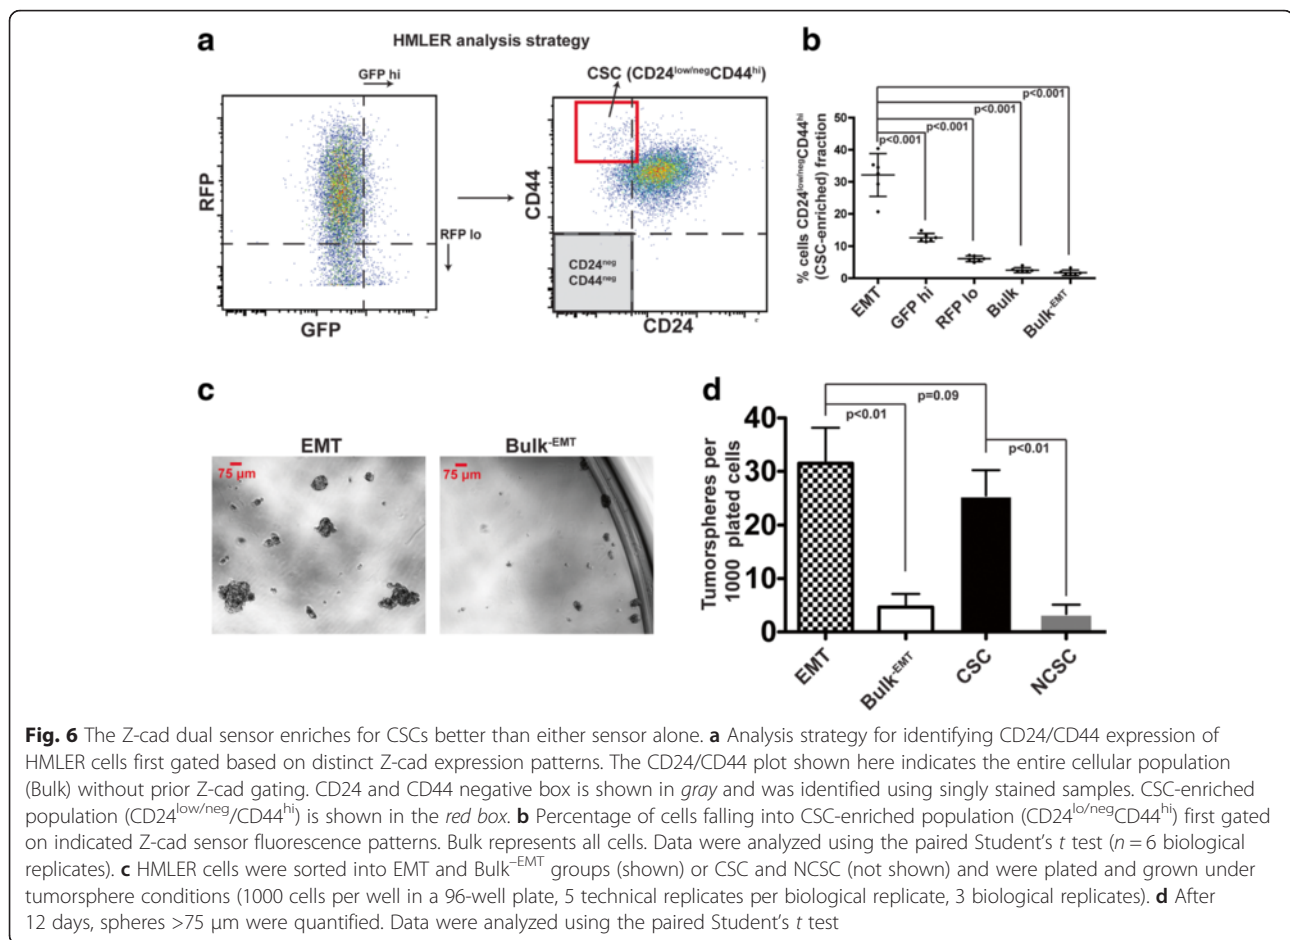 a
HMLER analysis strategy
GFP hi
RFP
RFP lo
GFP
CSC (CD24low/negCD44hi)
CD44
CD24neg
CD44neg
CD24
b
p<0.001
p<0.001
p<0.001
p<0.001
% cells CD24low/negCD44hi
(CSC-enriched) fraction
50
40
30
20
10
0
EMT
GFP hi
RFP lo
Bulk
Bulk-EMT
c
EMT
75 µm
Bulk-EMT
75 µm
d
p=0.09
p<0.01
p<0.01
Tumorspheres per
1000 plated cells
40
30
20
10
0
EMT
Bulk-EMT
CSC
NCSC
Fig. 6 The Z-cad dual sensor enriches for CSCs better than either sensor alone. a Analysis strategy for identifying CD24/CD44 expression of
HMLER cells first gated based on distinct Z-cad expression patterns. The CD24/CD44 plot shown here indicates the entire cellular population
(Bulk) without prior Z-cad gating. CD24 and CD44 negative box is shown in gray and was identified using singly stained samples. CSC-enriched
population (CD24low/neg/CD44hi) is shown in the red box. b Percentage of cells falling into CSC-enriched population (CD24lo/negCD44hi) first gated
on indicated Z-cad sensor fluorescence patterns. Bulk represents all cells. Data were analyzed using the paired Student's t test (n = 6 biological
replicates). c HMLER cells were sorted into EMT and Bulk–EMT groups (shown) or CSC and NCSC (not shown) and were plated and grown under
tumorsphere conditions (1000 cells per well in a 96-well plate, 5 technical replicates per biological replicate, 3 biological replicates). d After
12 days, spheres >75 μm were quantified. Data were analyzed using the paired Student's t test